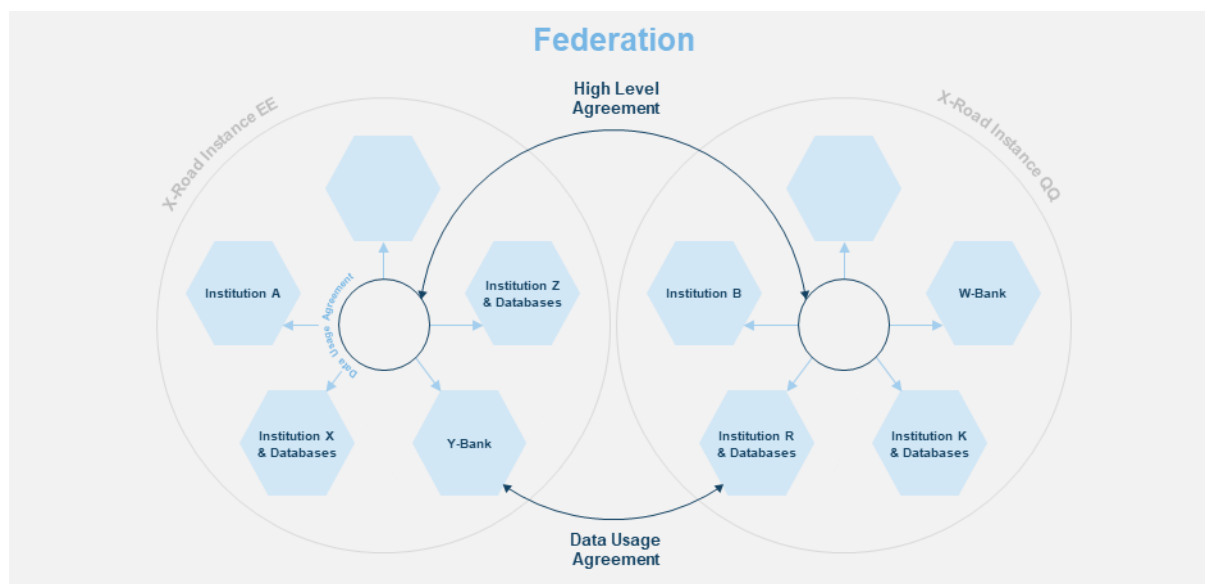 Federation
High Level
Agreement
X-Road Instance EE
X-Road Instance QQ
Institution A
Data Usage Agreement
Institution Z
& Databases
Institution B
W-Bank
Institution X
& Databases
Y-Bank
Institution R
& Databases
Institution K
& Databases
Data Usage
Agreement